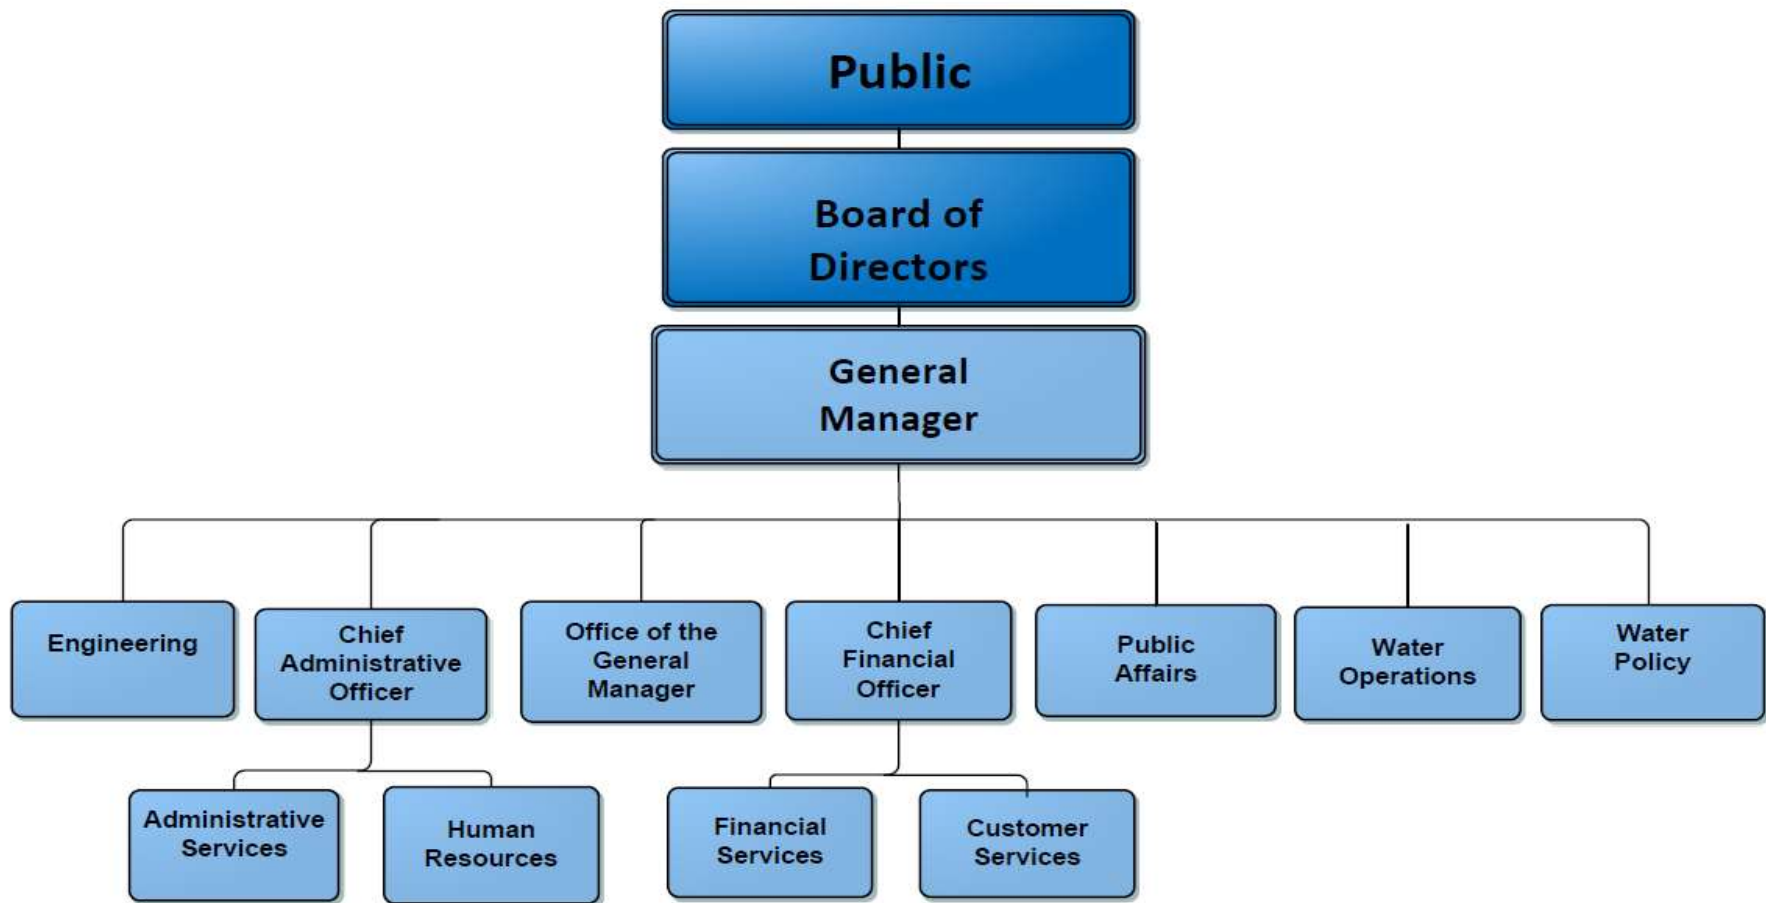 Public
Board of
Directors
General
Manager
Engineering
Chief
Administrative
Officer
Office of the
General
Manager
Chief
Financial
Officer
Public
Affairs
Water
Operations
Water
Policy
Administrative
Services
Human
Resources
Financial
Services
Customer
Services